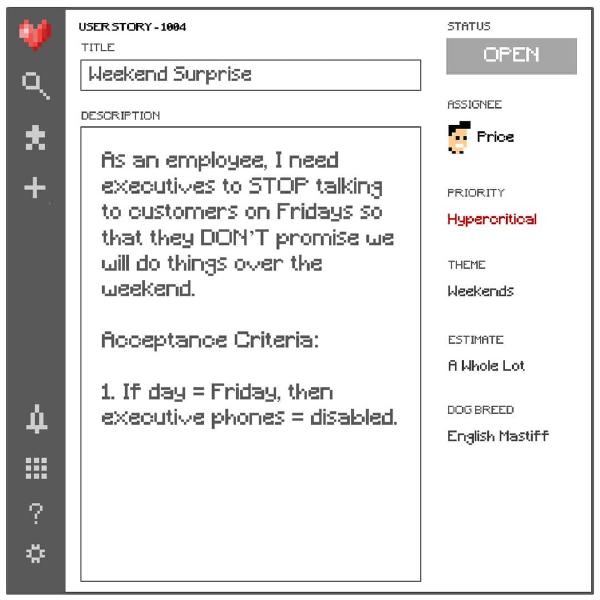 USER STORY - 1004
TITLE
Weekend Surprise
DESCRIPTION
As an employee, I need
executives to STOP talking
to customers on Fridays so
that they DON'T promise we
will do things over the
weekend.
Acceptance Criteria:
1. If day = Friday, then
executive phones = disabled.
STATUS
OPEN
ASSIGNEE
Price
PRIORITY
Hypercritical
THEME
Weekends
ESTIMATE
A Whole Lot
DOG BREED
English Mastiff
?